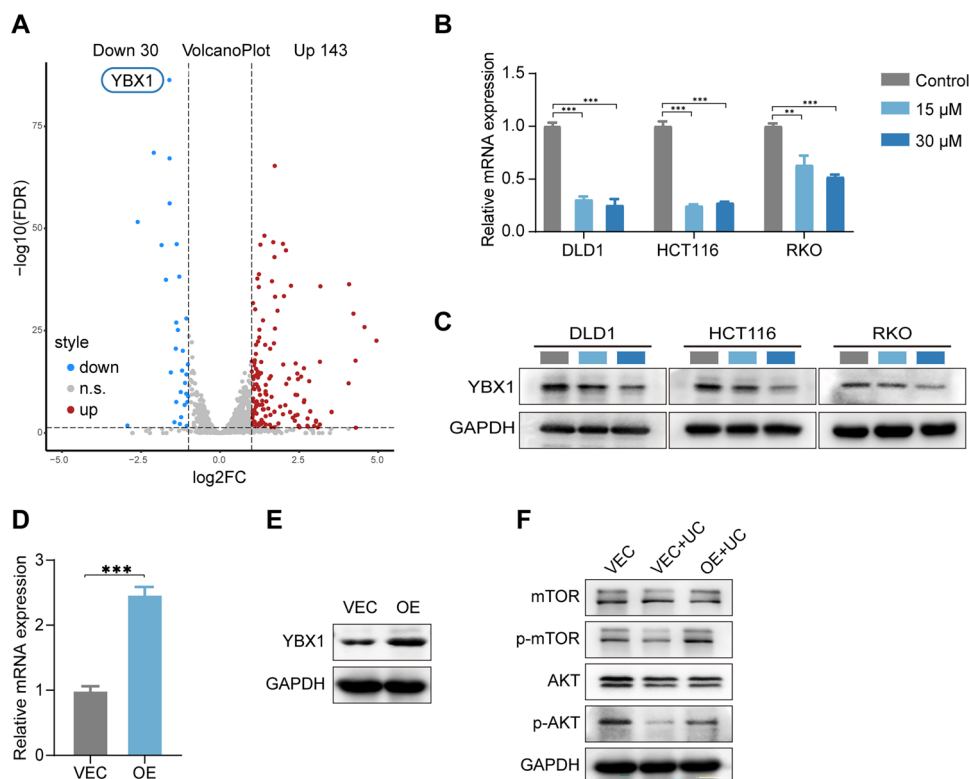 A
Down 30 VolcanoPlot Up 143
YBX1
−log10(FDR)
75
50
25
0
style
down
n.s.
up
−5.0 −2.5 0.0 2.5 5.0
log2FC
B
Relative mRNA expression
1.5
1.0
0.5
0.0
*** *** *** *** ** ***
DLD1 HCT116 RKO
Control
15 μM
30 μM
C
DLD1 HCT116 RKO
YBX1
GAPDH
D
Relative mRNA expression
3
2
1
0
***
VEC OE
E
VEC OE
YBX1
GAPDH
F
VEC VEC+UC OE+UC
mTOR
p-mTOR
AKT
p-AKT
GAPDH